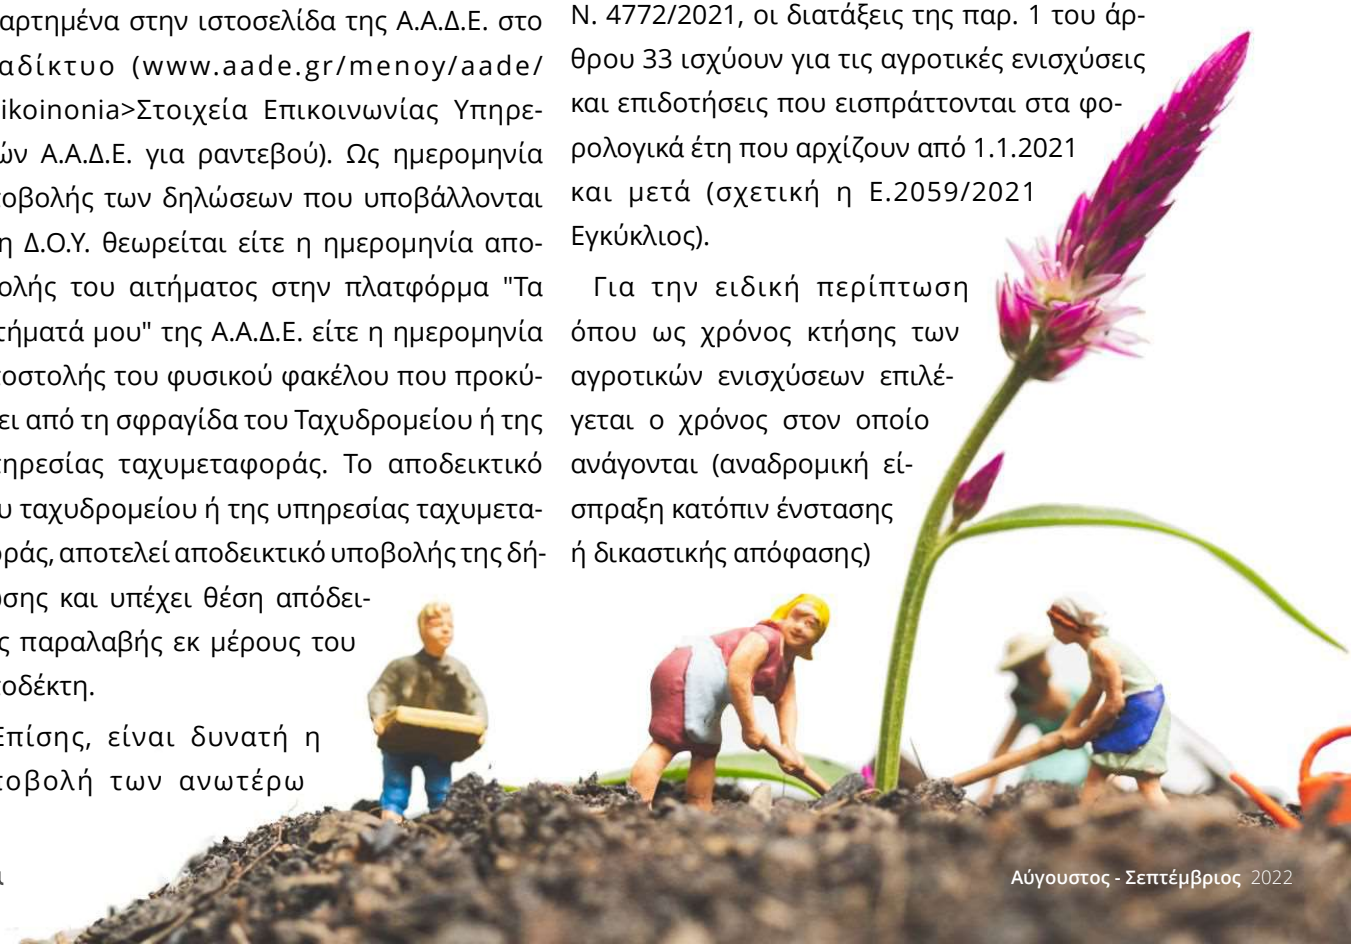 αρτημένα στην ιστοσελίδα της Α.Α.Δ.Ε. στο
αδίκτυο (www.aade.gr/menoy/aade/
ikoinonia>Στοιχεία Επικοινωνίας Υπηρε-
ών Α.Α.Δ.Ε. για ραντεβού). Ως ημερομηνία
οβολής των δηλώσεων που υποβάλλονται
η Δ.Ο.Υ. θεωρείται είτε η ημερομηνία απο-
ολής του αιτήματος στην πλατφόρμα "Τα
τήματά μου" της Α.Α.Δ.Ε. είτε η ημερομηνία
οστολής του φυσικού φακέλου που προκύ-
ει από τη σφραγίδα του Ταχυδρομείου ή της
ηρεσίας ταχυμεταφοράς. Το αποδεικτικό
υ ταχυδρομείου ή της υπηρεσίας ταχυμετα-
ράς, αποτελεί αποδεικτικό υποβολής της δή-
σης και υπέχει θέση απόδει-
ς παραλαβής εκ μέρους του
οδέκτη.
Επίσης, είναι δυνατή η
οβολή των ανωτέρω
Ν. 4772/2021, οι διατάξεις της παρ. 1 του άρ-
θρου 33 ισχύουν για τις αγροτικές ενισχύσεις
και επιδοτήσεις που εισπράττονται στα φο-
ρολογικά έτη που αρχίζουν από 1.1.2021
και μετά (σχετική η Ε.2059/2021
Εγκύκλιος).
Για την ειδική περίπτωση
όπου ως χρόνος κτήσης των
αγροτικών ενισχύσεων επιλέ-
γεται ο χρόνος στον οποίο
ανάγονται (αναδρομική εί-
σπραξη κατόπιν ένστασης
ή δικαστικής απόφασης)
Αύγουστος - Σεπτέμβριος 2022